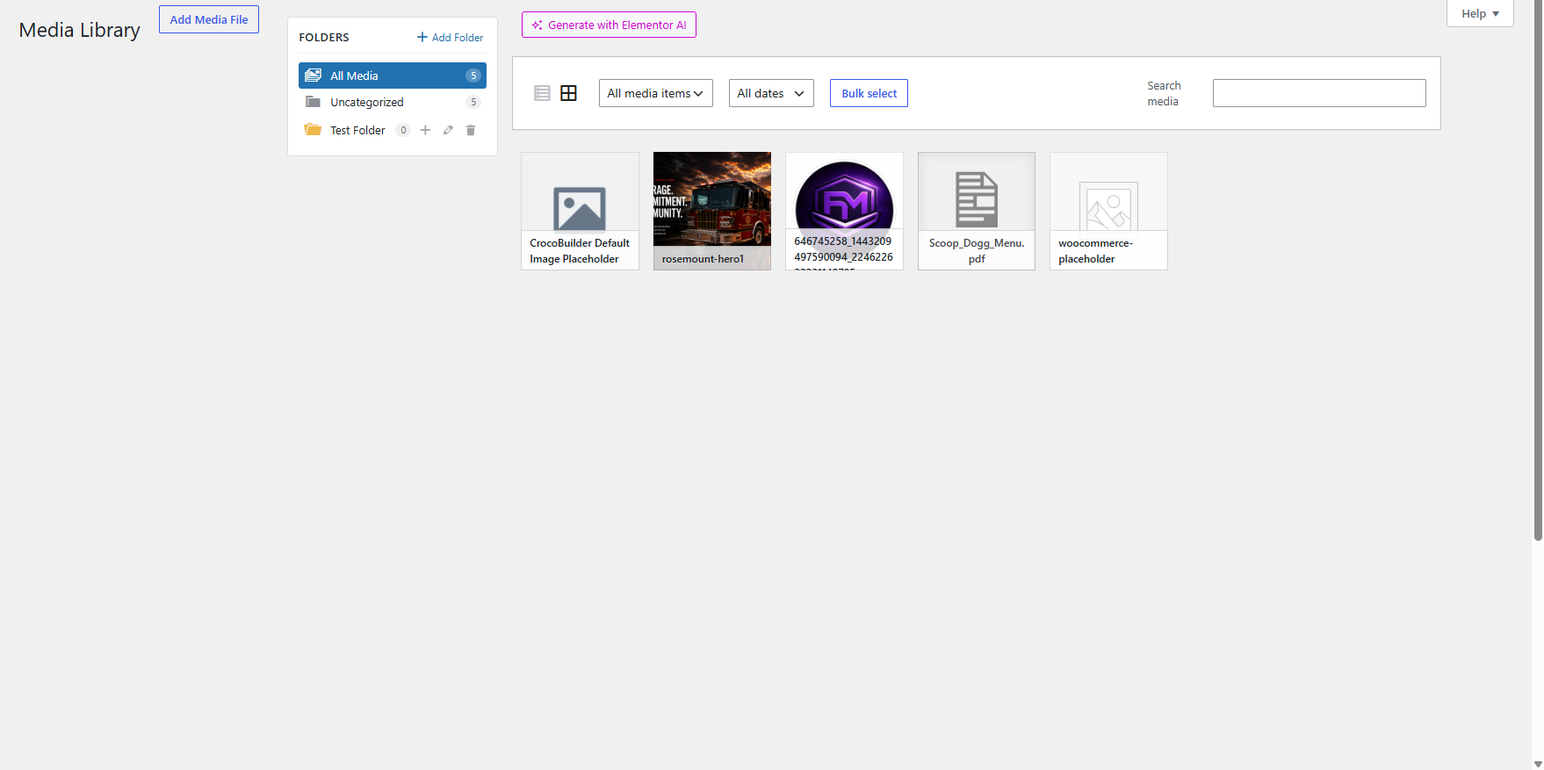 Media Library
Add Media File
FOLDERS
Add Folder
All Media
5
Uncategorized
5
Test Folder
0
Generate with Elementor AI
Help
All media items
All dates
Bulk select
Search
media
CrocoBuilder Default
Image Placeholder
RAGE.
MITMENT.
MUNITY.
rosemount-hero1
646745258_1443209
497590094_2246226
Scoop_Dogg_Menu.
pdf
woocommerce-
placeholder